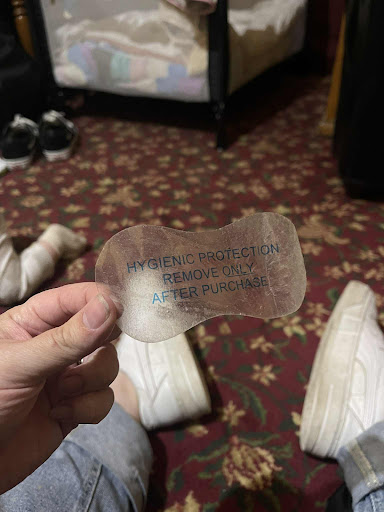 HYGIENIC PROTECTION
REMOVE ONLY
AFTER PURCHASE